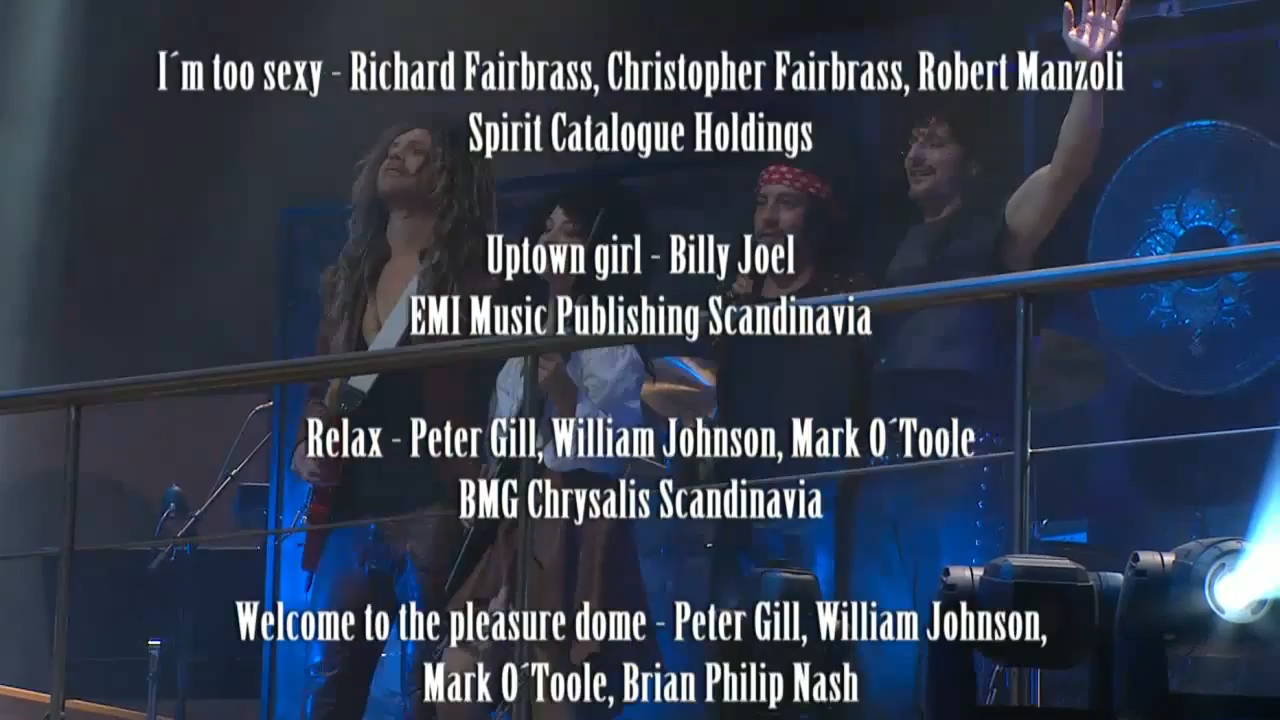 I´m too sexy - Richard Fairbrass, Christopher Fairbrass, Robert Manzoli
Spirit Catalogue Holdings
Uptown girl - Billy Joel
EMI Music Publishing Scandinavia
Relax - Peter Gill, William Johnson, Mark O´Toole
BMG Chrysalis Scandinavia
Welcome to the pleasure dome - Peter Gill, William Johnson,
Mark O´Toole, Brian Philip Nash